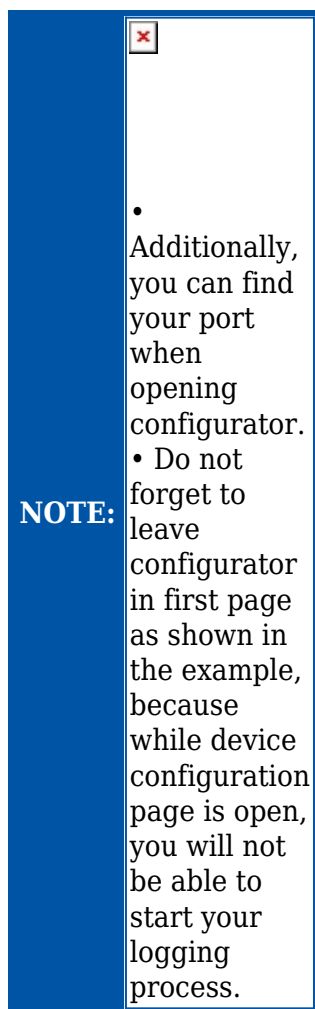 •
Additionally,
you can find
your port
when
opening
configurator.
• Do not
NOTE:
forget to
leave
configurator
in first page
as shown in
the example,
because
while device
configuration
page is open,
you will not
be able to
start your
logging
process.